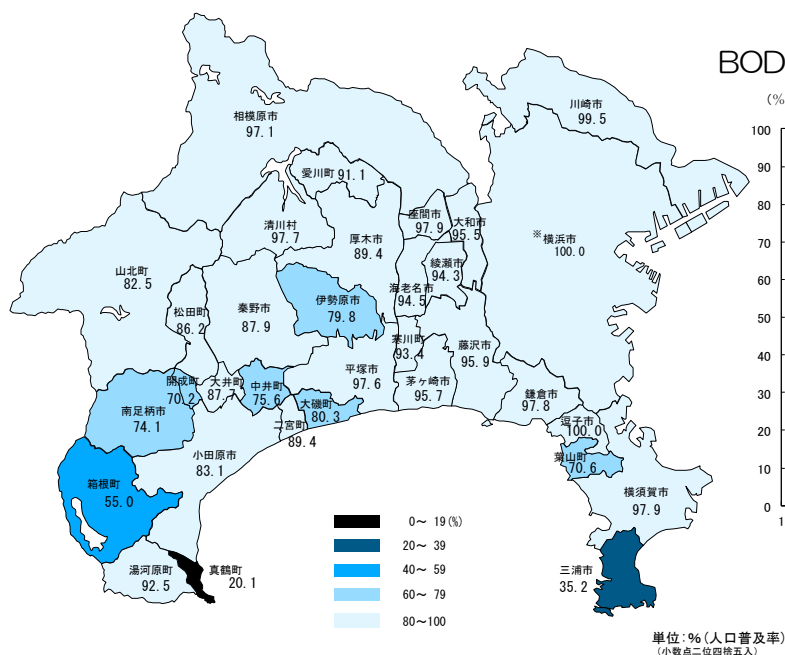 BOD
(%
100
90
80
70
60
50
40
30
20
10
0
1
川崎市
99.5
相模原市
97.1
愛川町 91.1
座間市
97.9
大和市
95.5
※横浜市
100.0
清川村
97.7
厚木市
89.4
綾瀬市
94.3
山北町
82.5
海老名市
94.5
伊勢原市
79.8
松田町
86.2
秦野市
87.9
寒川町
93.4
藤沢市
95.9
平塚市
97.6
茅ヶ崎市
95.7
開成町
70.2
大井町
87.7
中井町
75.6
鎌倉市
97.8
大磯町
80.3
南足柄市
74.1
逗子市
100.0
二宮町
89.4
小田原市
83.1
葉山町
70.6
箱根町
55.0
横須賀市
97.9
湯河原町
92.5
真鶴町
20.1
三浦市
35.2
0~ 19(%)
20~ 39
40~ 59
60~ 79
80~100
単位:%(人口普及率)
(小数点二位四捨五入)